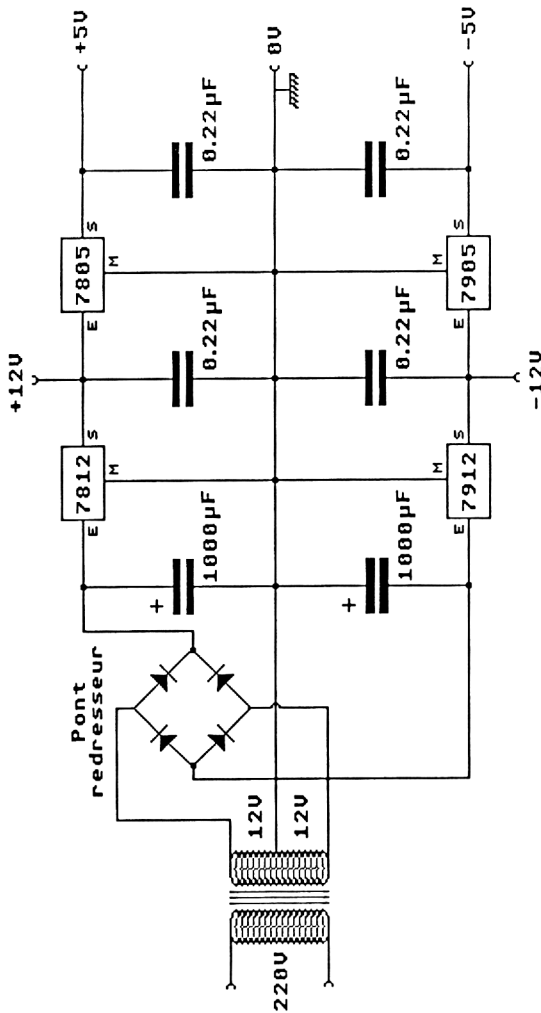 +12V
Pont
redresseur
E
7812
S
E
7805
S
+5V
M
M
+
1000µF
0.22µF
0.22µF
220V
12V
12V
0V
+
1000µF
0.22µF
0.22µF
M
M
E
7912
S
E
7905
S
-5V
-12V